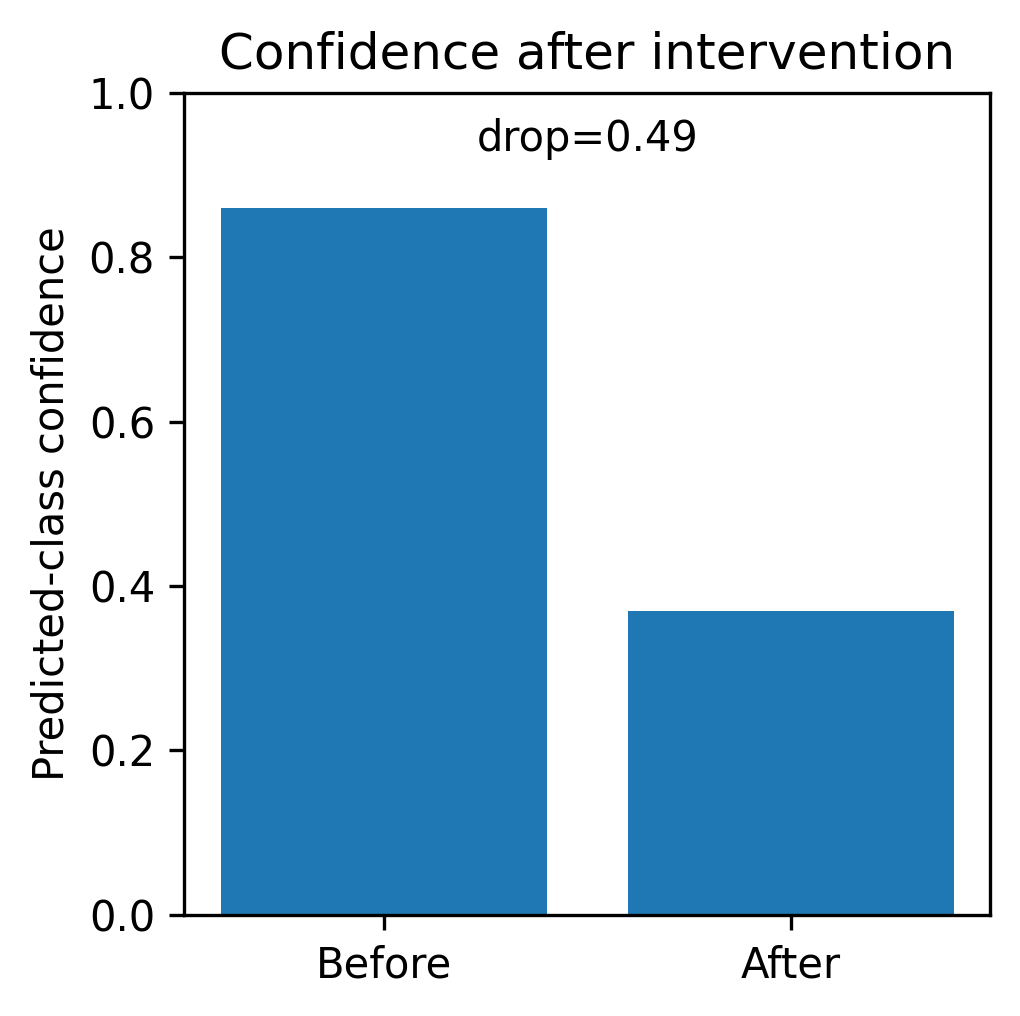 Confidence after intervention
drop=0.49
Predicted-class confidence
1.0
0.8
0.6
0.4
0.2
0.0
Before
After